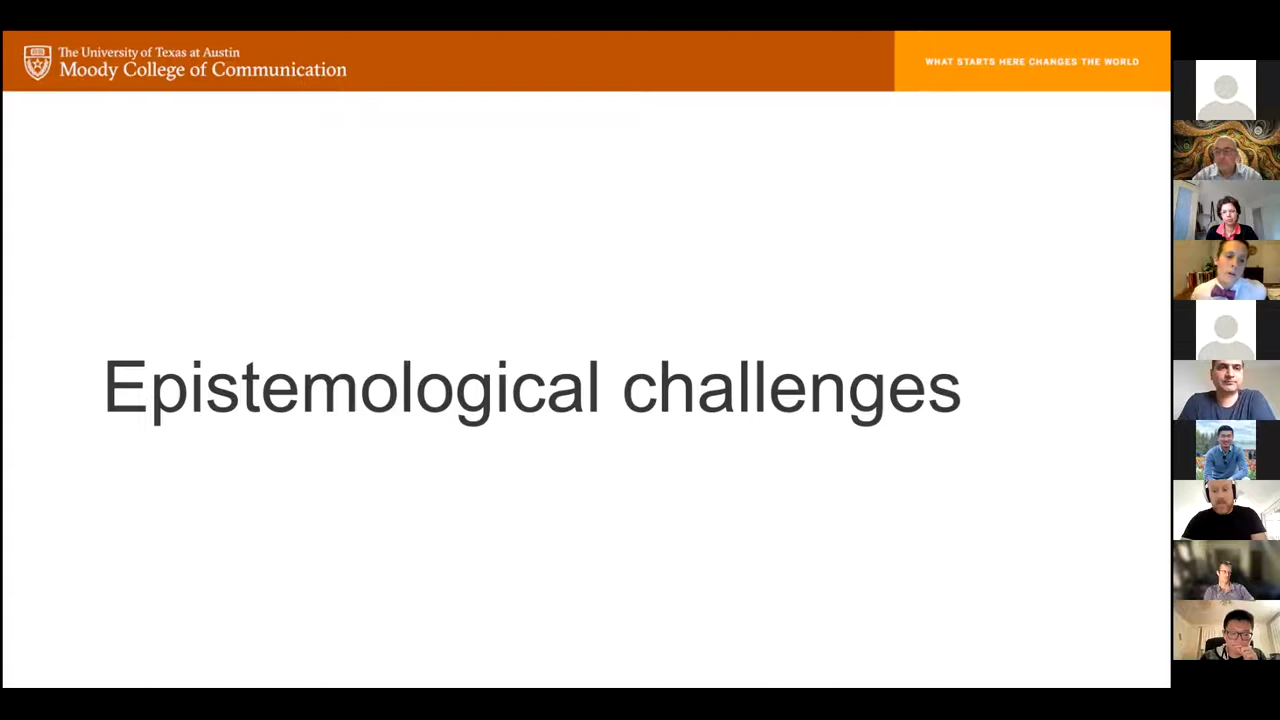 The University of Texas at Austin
Moody College of Communication
WHAT STARTS HERE CHANGES THE WORLD
Epistemological challenges